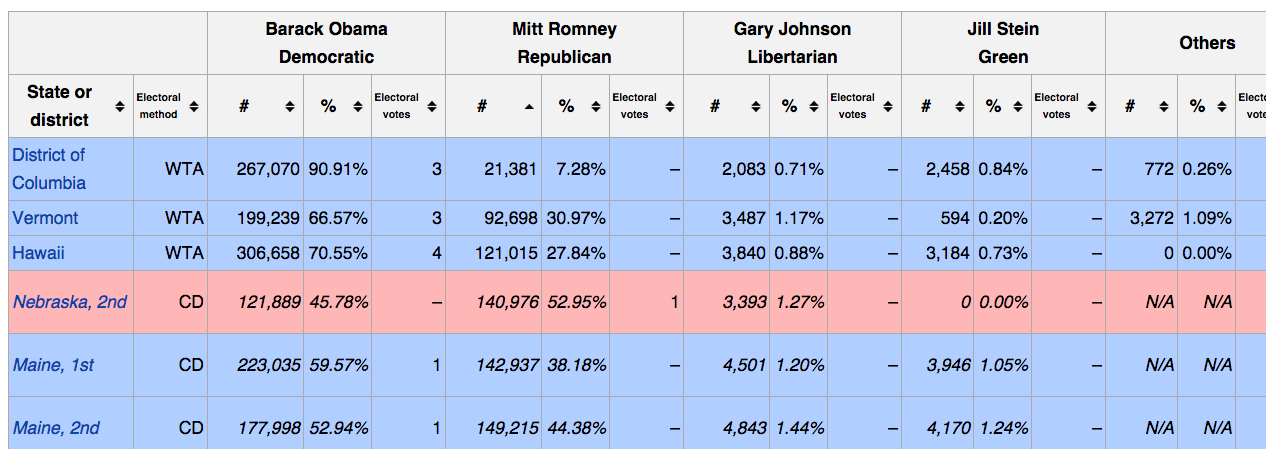 Barack Obama Democratic Mitt Romney Republican Gary Johnson Libertarian Jill Stein Green Others
State or district Electoral method # % Electoral votes # % Electoral votes # % Electoral votes # % Electoral votes # %
District of Columbia WTA 267,070 90.91% 3 21,381 7.28% – 2,083 0.71% – 2,458 0.84% – 772 0.26%
Vermont WTA 199,239 66.57% 3 92,698 30.97% – 3,487 1.17% – 594 0.20% – 3,272 1.09%
Hawaii WTA 306,658 70.55% 4 121,015 27.84% – 3,840 0.88% – 3,184 0.73% – 0 0.00%
Nebraska, 2nd CD 121,889 45.78% – 140,976 52.95% 1 3,393 1.27% 0 0.00% – N/A N/A
Maine, 1st CD 223,035 59.57% 1 142,937 38.18% – 4,501 1.20% – 3,946 1.05% – N/A N/A
Maine, 2nd CD 177,998 52.94% 1 149,215 44.38% – 4,843 1.44% – 4,170 1.24% – N/A N/A